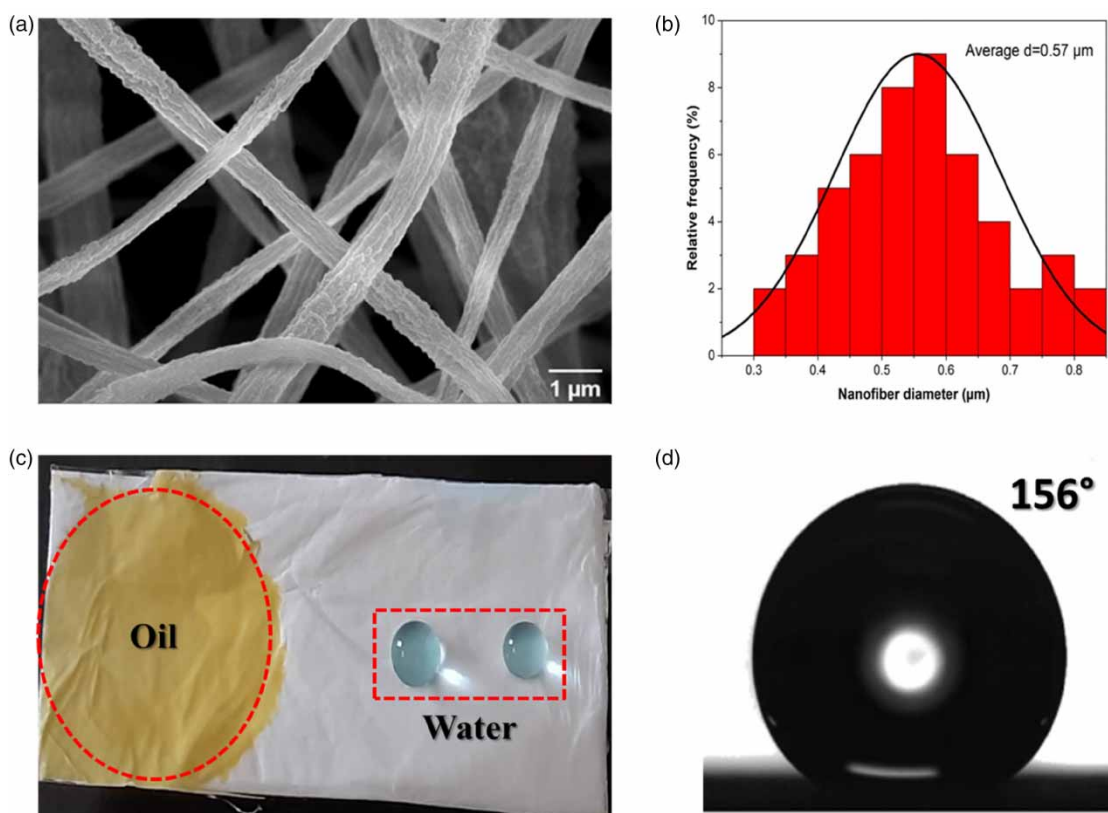 (a)
1 μm
(b)
Average d=0.57 μm
Relative frequency (%)
10
8
6
4
2
0
0.3 0.4 0.5 0.6 0.7 0.8
Nanofiber diameter (μm)
(c)
Oil
Water
(d)
156°